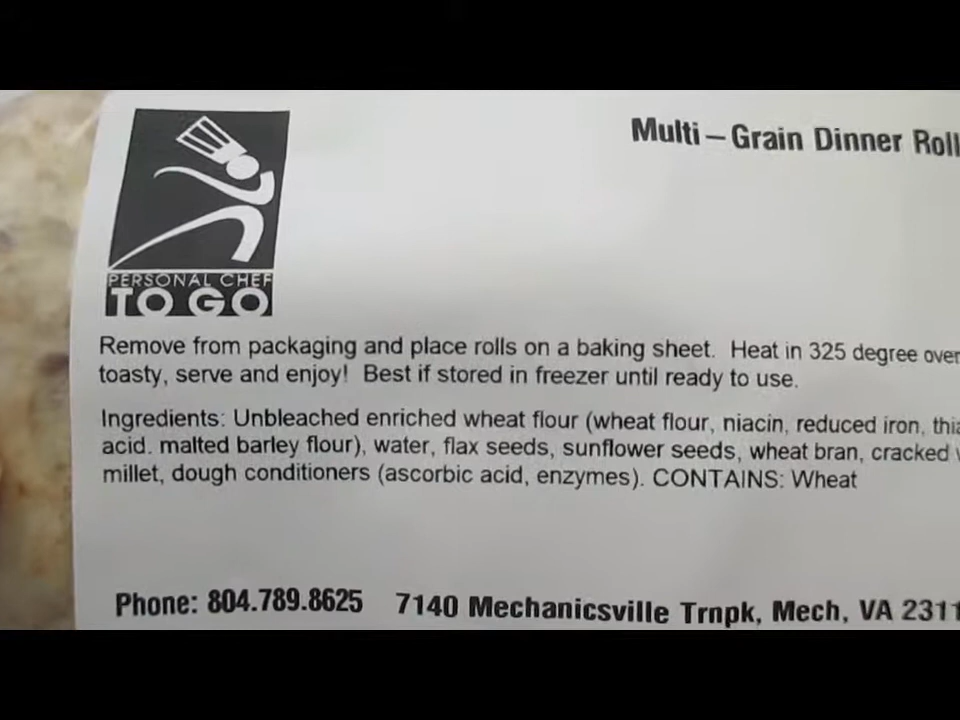 Multi – Grain Dinner Roll
PERSONAL CHEF
TO GO
Remove from packaging and place rolls on a baking sheet. Heat in 325 degree oven
toasty, serve and enjoy! Best if stored in freezer until ready to use.
Ingredients: Unbleached enriched wheat flour (wheat flour, niacin, reduced iron, thia
acid. malted barley flour), water, flax seeds, sunflower seeds, wheat bran, cracked
millet, dough conditioners (ascorbic acid, enzymes). CONTAINS: Wheat
Phone: 804.789.8625 7140 Mechanicsville Trnpk, Mech, VA 2311